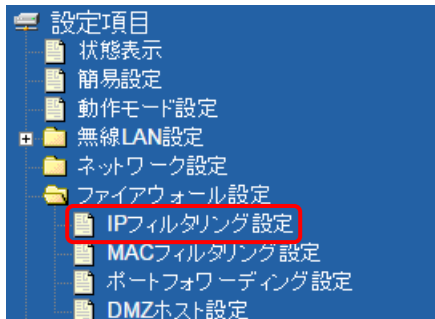 設定項目
状態表示
簡易設定
動作モード設定
無線LAN設定
ネットワーク設定
ファイアウォール設定
IPフィルタリング設定
MACフィルタリング設定
ポートフォワーディング設定
DMZホスト設定